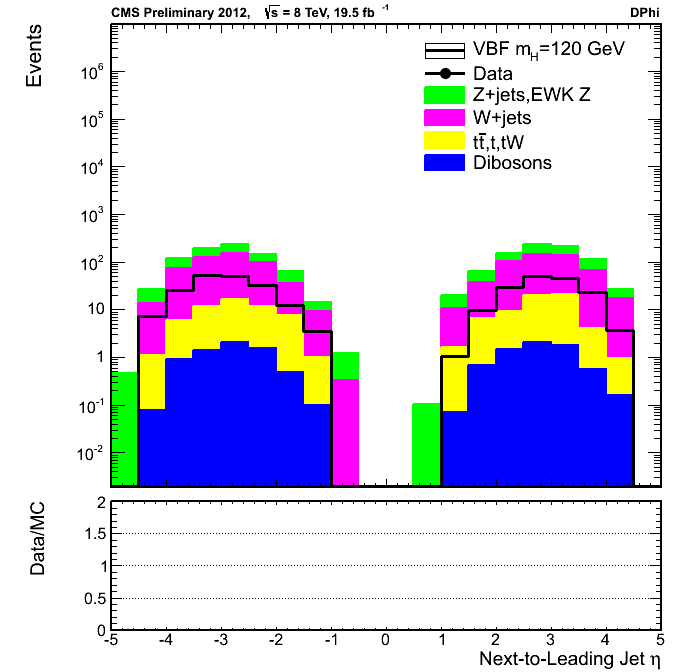 CMS Preliminary 2012, √s = 8 TeV, 19.5 fb⁻¹ DPhi
Events
VBF m_H=120 GeV
Data
Z+jets,EWK Z
W+jets
tt̄,t,tW
Dibosons
10⁶
10⁵
10⁴
10³
10²
10
1
10⁻¹
10⁻²
Data/MC
2
1.5
1
0.5
0
-5 -4 -3 -2 -1 0 1 2 3 4 5
Next-to-Leading Jet η